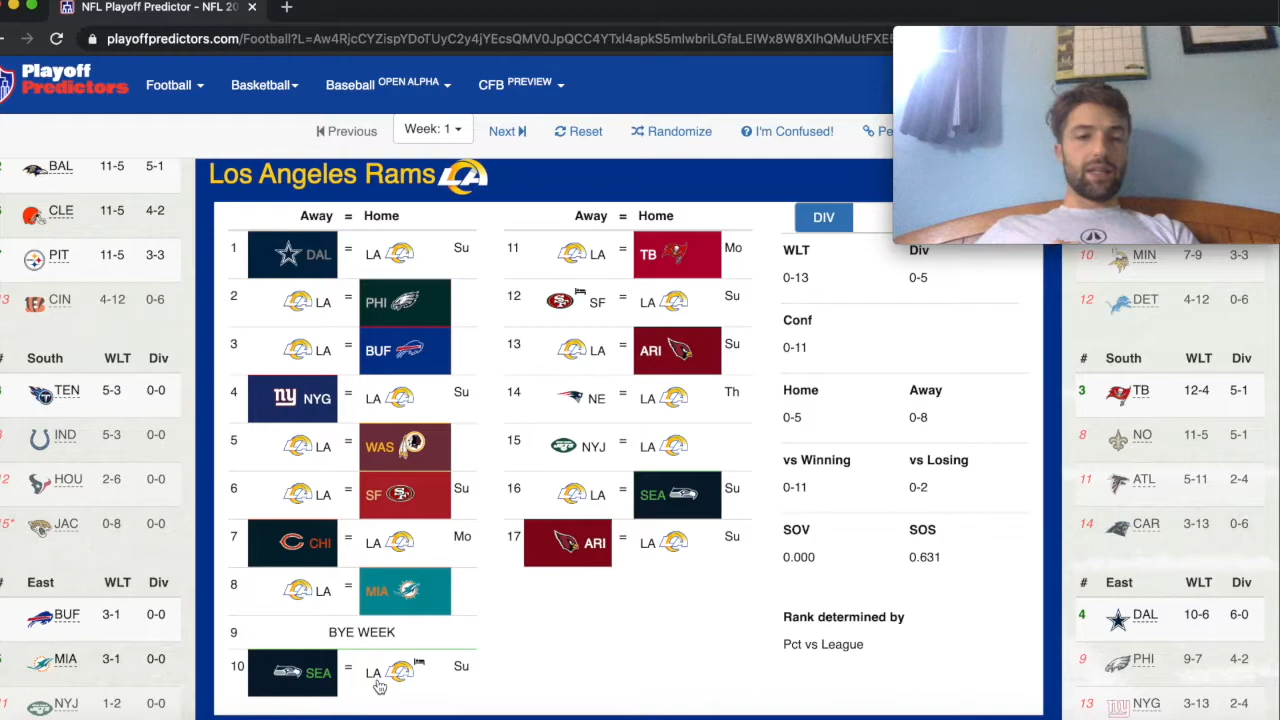 NFL Playoff Predictor - NFL 20
playoffpredictors.com/Football?L=Aw4RjcCYZispYDoTUyC2y4jYEcsQMV0JpQCC4YTxl4apkS5mlwbriLGfaLElWx8W8XlhQMuUtFXE5
Playoff
Predictors
Football
Basketball
Baseball OPEN ALPHA
CFB PREVIEW
Previous
Week: 1
Next
Reset
Randomize
I'm Confused!
Pe
BAL 11-5 5-1
CLE 11-5 4-2
PIT 11-5 3-3
13 CIN 4-12 0-6
# South WLT Div
TEN 5-3 0-0
IND 5-3 0-0
HOU 2-6 0-0
JAC 0-8 0-0
# East WLT Div
BUF 3-1 0-0
MIA 3-1 0-0
NYJ 1-2 0-0
Los Angeles Rams
Away = Home
1 DAL = LA Su
2 LA = PHI Su
3 LA = BUF Su
4 NYG = LA Su
5 LA = WAS
6 LA = SF Su
7 CHI = LA Mo
8 LA = MIA
9 BYE WEEK
10 SEA = LA Su
Away = Home
11 LA = TB Mo
12 SF = LA Su
13 LA = ARI Su
14 NE = LA Th
15 NYJ = LA
16 LA = SEA Su
17 ARI = LA Su
DIV
WLT Div
0-13 0-5
Conf
0-11
Home Away
0-5 0-8
vs Winning vs Losing
0-11 0-2
SOV SOS
0.000 0.631
Rank determined by
Pct vs League
10 MIN 7-9 3-3
12 DET 4-12 0-6
# South WLT Div
3 TB 12-4 5-1
8 NO 11-5 5-1
11 ATL 5-11 2-4
14 CAR 3-13 0-6
# East WLT Div
4 DAL 10-6 6-0
9 PHI 9-7 4-2
13 NYG 3-13 2-4